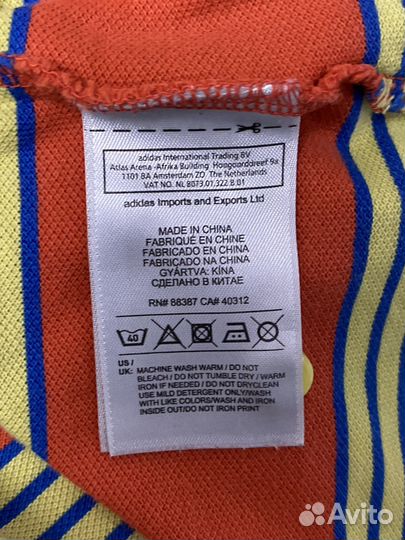 adidas International Trading BV
Atlas Arena -Afrika Building Hoogoorddreef 9a
1101 BA Amsterdam ZO The Netherlands
VAT NO. NL 8073.01.322.B.01
adidas Imports and Exports Ltd
MADE IN CHINA
FABRIQUÉ EN CHINE
FABRICADO EN CHINA
FABRICADO NA CHINA
GYÁRTVA: KÍNA
СДЕЛАНО В КИТАЕ
RN# 88387 CA# 40312
40
US /
UK: MACHINE WASH WARM / DO NOT
BLEACH / DO NOT TUMBLE DRY / WARM
IRON IF NEEDED / DO NOT DRYCLEAN
USE MILD DETERGENT ONLY/WASH
WITH LIKE COLORS/WASH AND IRON
INSIDE OUT/DO NOT IRON PRINT
Avito